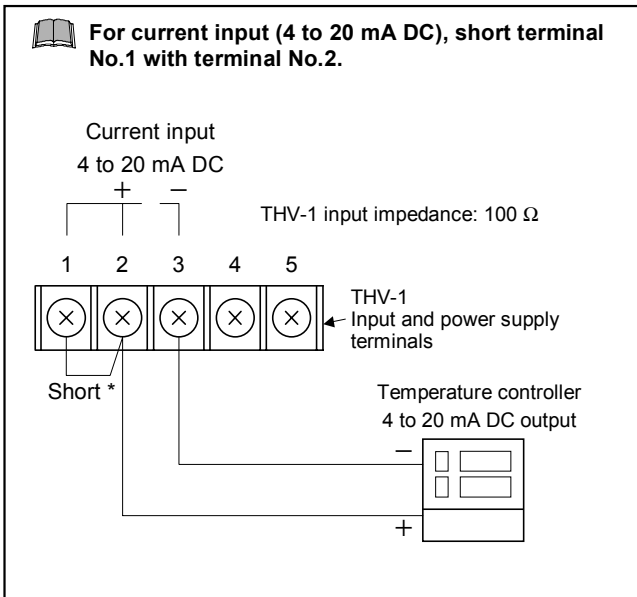 For current input (4 to 20 mA DC), short terminal
No.1 with terminal No.2.
Current input
4 to 20 mA DC
+ −
THV-1 input impedance: 100 Ω
1 2 3 4 5
THV-1
Input and power supply
terminals
Short *
Temperature controller
4 to 20 mA DC output
−
+